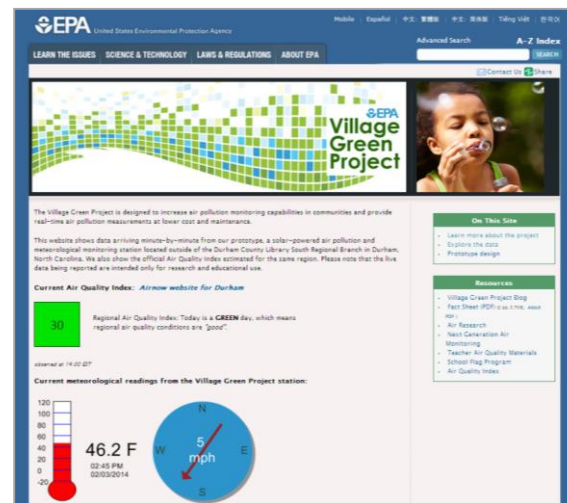 Mobile | Español | 中文: 繁體版 | 中文: 简体版 | Tiếng Việt | 한국어
EPA United States Environmental Protection Agency
Advanced Search A-Z Index
LEARN THE ISSUES SCIENCE & TECHNOLOGY LAWS & REGULATIONS ABOUT EPA
SEARCH
Contact Us Share
EPA
Village
Green
Project
The Village Green Project is designed to increase air pollution monitoring capabilities in communities and provide
real-time air pollution measurements at lower cost and maintenance.
This website shows data arriving minute-by-minute from our prototype, a solar-powered air pollution and
meteorological monitoring station located outside of the Durham County Library South Regional Branch in Durham,
North Carolina. We also show the official Air Quality Index estimated for the same region. Please note that the live
data being reported are intended only for research and educational use.
Current Air Quality Index: Airnow website for Durham
30
Regional Air Quality Index: Today is a GREEN day, which means
regional air quality conditions are "good".
observed at 14:00 EDT
Current meteorological readings from the Village Green Project station:
120
100
80
60
40
20
0
-20
46.2 F
02:45 PM
02/03/2014
N
W
E
S
5
mph
On This Site
Learn more about the project
Explore the data
Prototype design
Resources
Village Green Project Blog
Fact Sheet (PDF)
Air Research
Next Generation Air
Monitoring
Teacher Air Quality Materials
School Flag Program
Air Quality Index